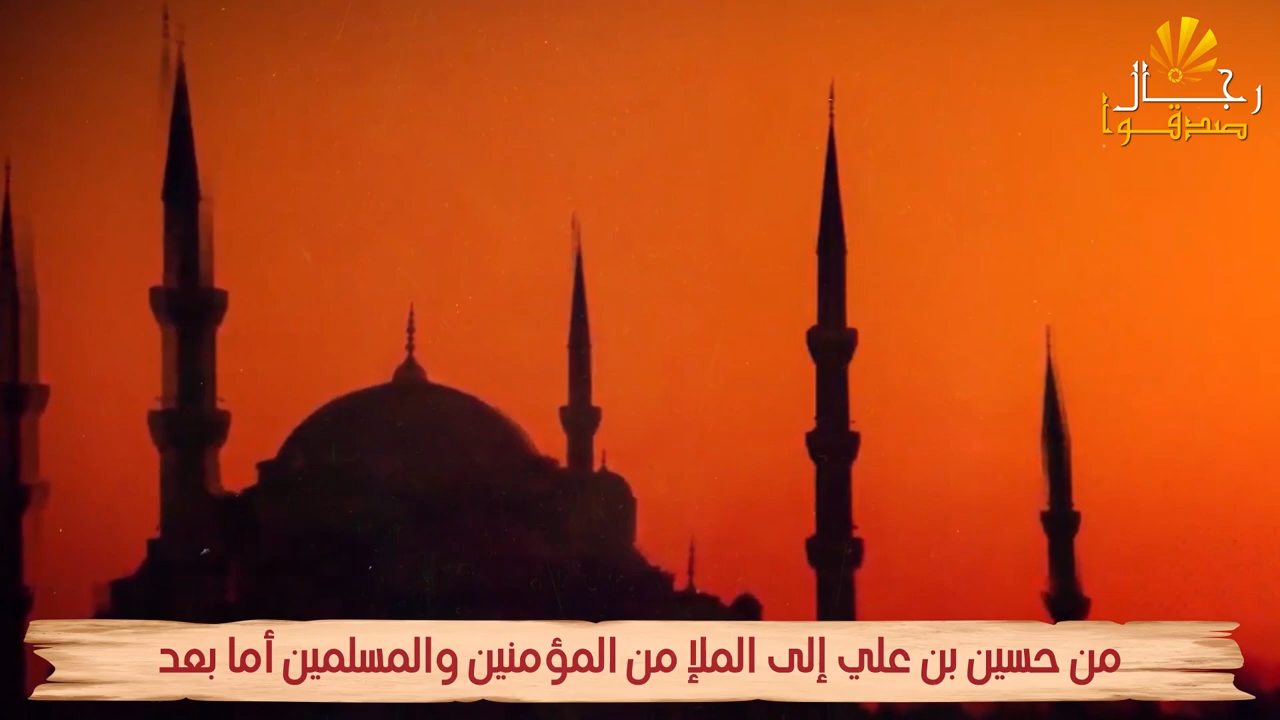 رجال
صدقوا
من حسين بن علي إلى الملإ من المؤمنين والمسلمين أما بعد